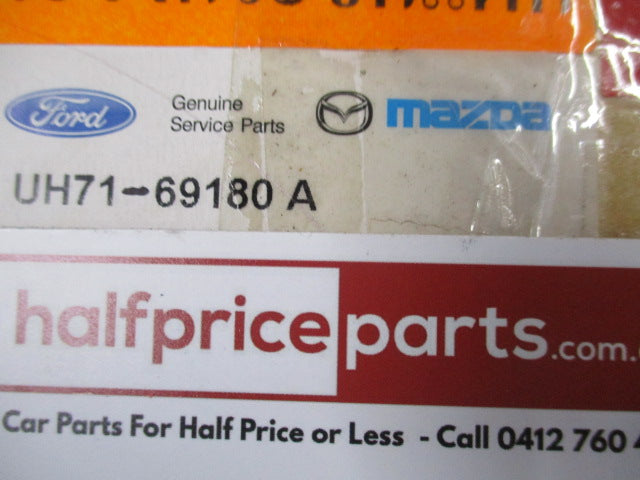 Ford Genuine Service Parts mazda
UH71-69180 A
halfpriceparts.com.
Car Parts For Half Price or Less - Call 0412 760